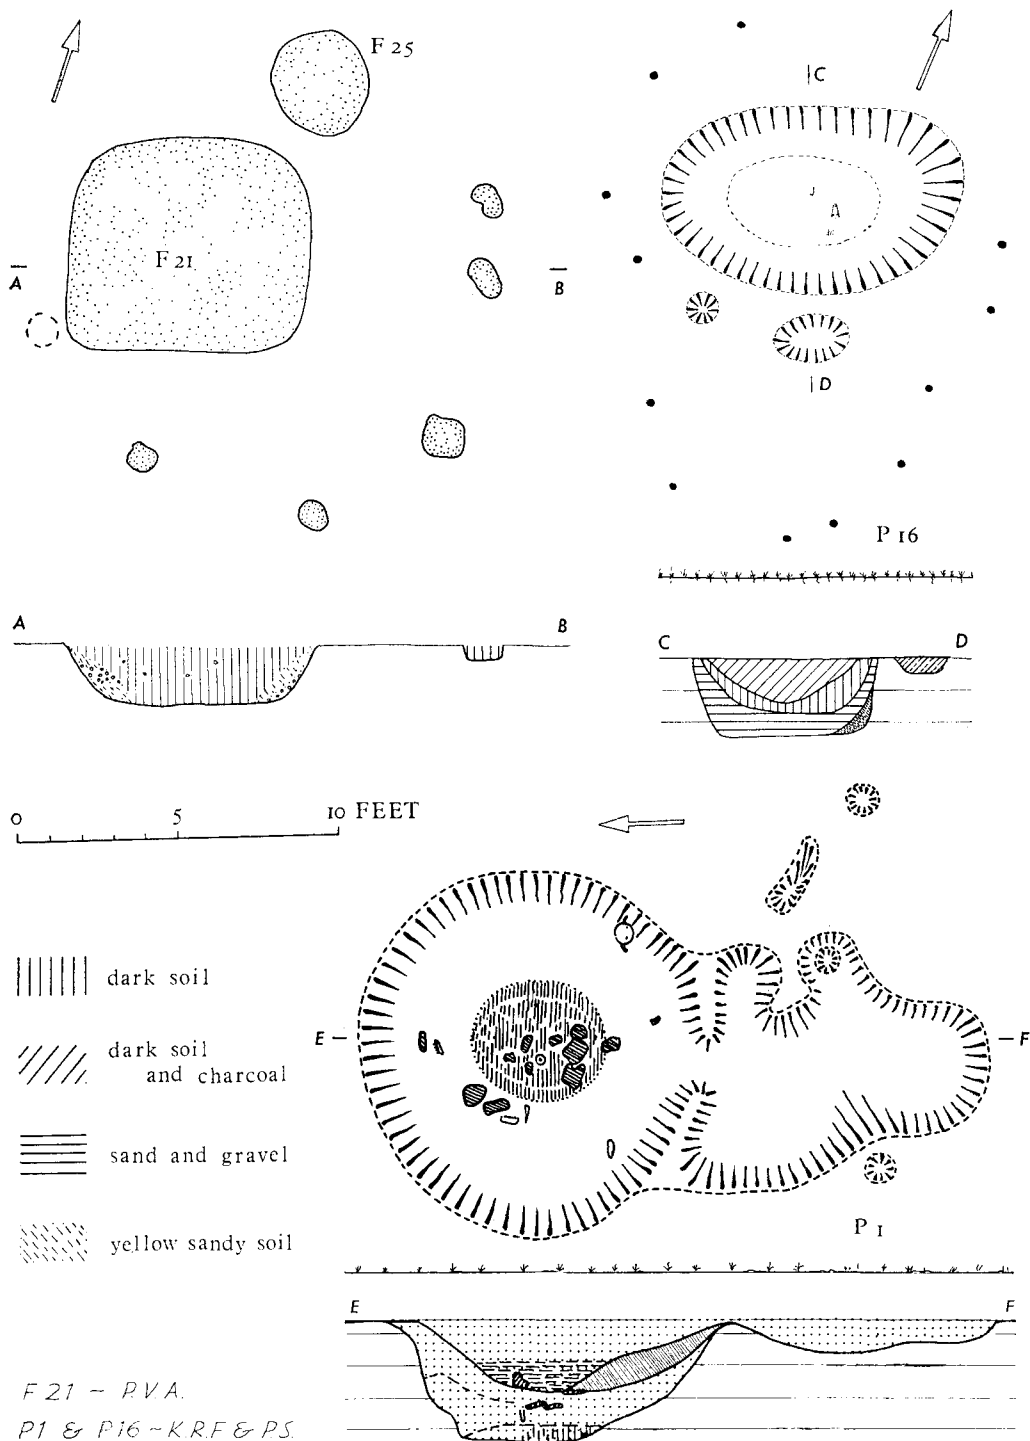 F 25
C
F 21
A
B
D
P 16
A
B
C
D
0 5 10 FEET
dark soil
E
F
dark soil
and charcoal
sand and gravel
yellow sandy soil
P 1
E
F
F 21 ~ P.V.A.
P1 & P16 ~ K.R.F & P.S.